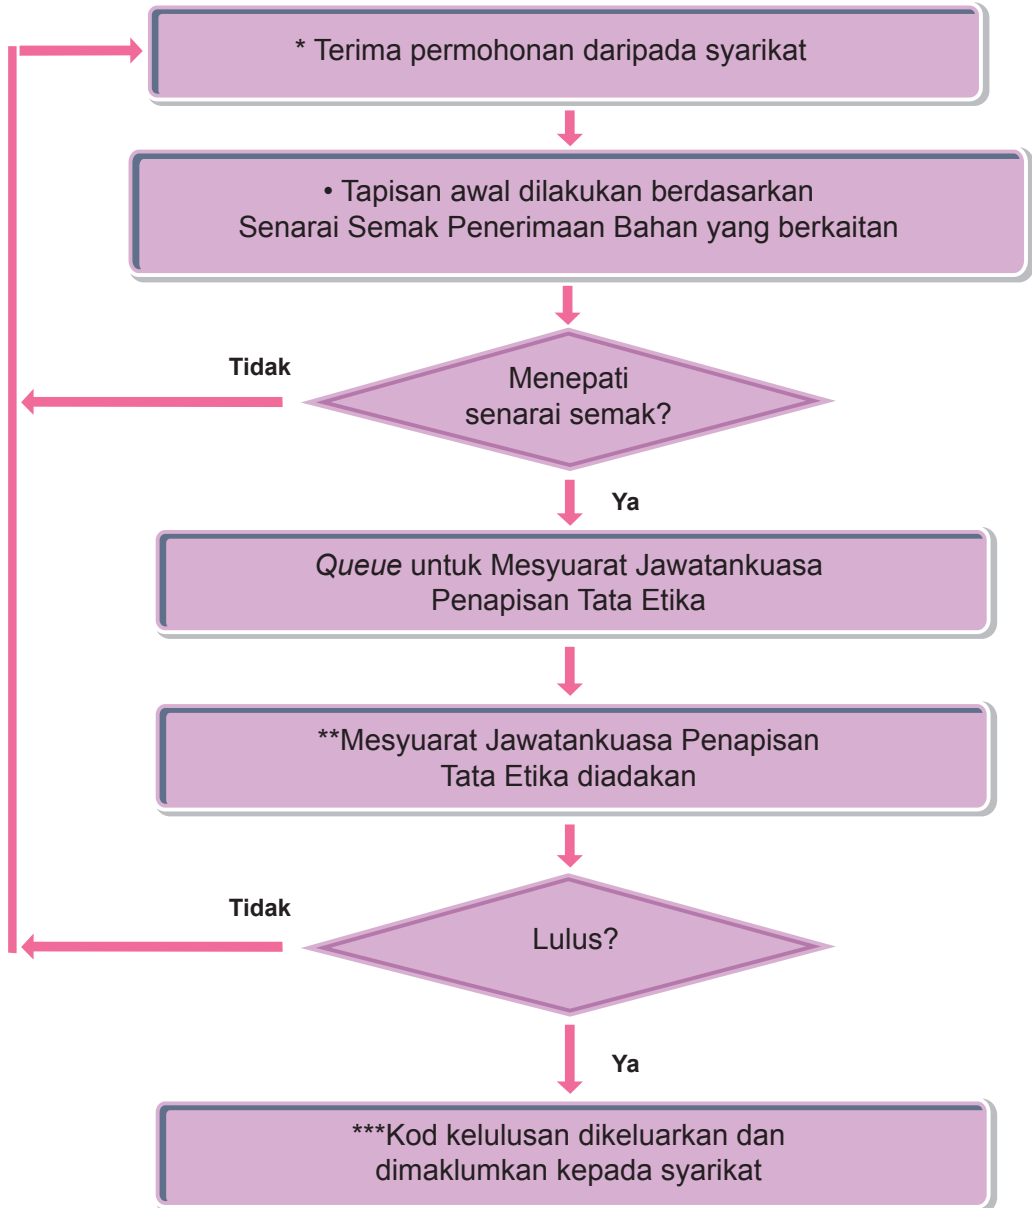 * Terima permohonan daripada syarikat
• Tapisan awal dilakukan berdasarkan
Senarai Semak Penerimaan Bahan yang berkaitan
Tidak
Menepati
senarai semak?
Ya
Queue untuk Mesyuarat Jawatankuasa
Penapisan Tata Etika
**Mesyuarat Jawatankuasa Penapisan
Tata Etika diadakan
Tidak
Lulus?
Ya
***Kod kelulusan dikeluarkan dan
dimaklumkan kepada syarikat